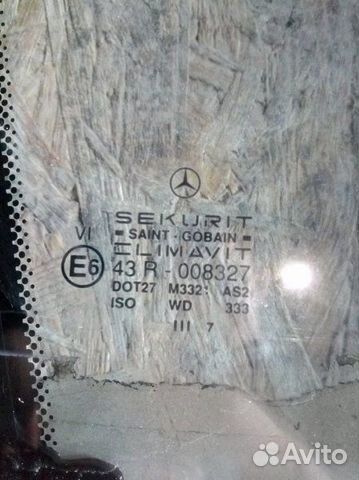 SEKURIT
SAINT - GOBAIN
CLIMAVIT
VI
E6 43 R - 008327
DOT27 M332 AS2
ISO WD 333
III 7
Avito